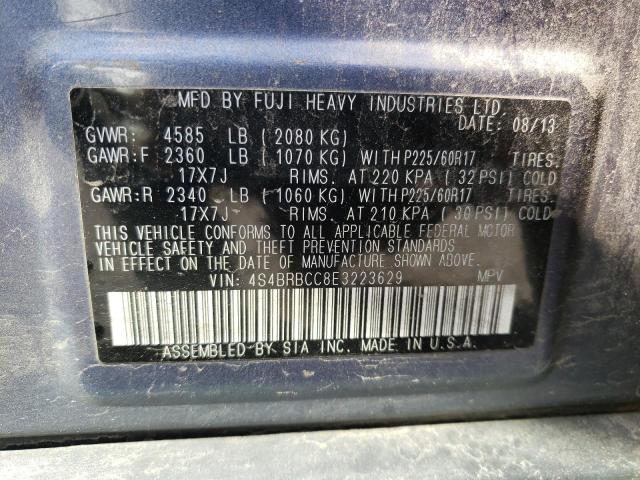 MFD BY FUJI HEAVY INDUSTRIES LTD
DATE: 08/13
GVWR: 4585 LB (2080 KG)
GAWR:F 2360 LB (1070 KG) WITH P225/60R17 TIRES.
17X7J RIMS. AT 220 KPA (32 PSI) COLD
GAWR:R 2340 LB (1060 KG) WITH P225/60R17 TIRES.
17X7J RIMS. AT 210 KPA (30 PSI) COLD
THIS VEHICLE CONFORMS TO ALL APPLICABLE FEDERAL MOTOR
VEHICLE SAFETY AND THEFT PREVENTION STANDARDS
IN EFFECT ON THE DATE OF MANUFACTURE SHOWN ABOVE.
VIN: 4S4BRBCC8E3223629 MPV
ASSEMBLED BY SIA INC. MADE IN U.S.A.